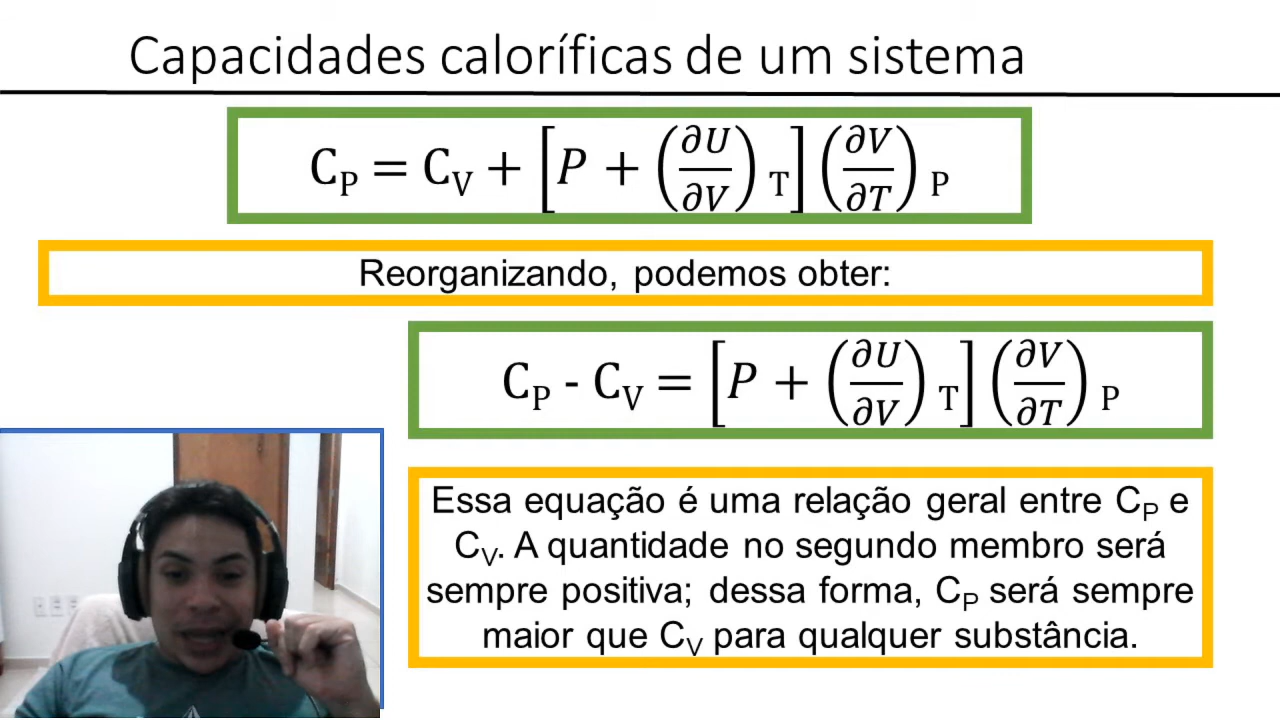 Capacidades caloríficas de um sistema
C_P = C_V + [P + (∂U/∂V)_T] (∂V/∂T)_P
Reorganizando, podemos obter:
C_P - C_V = [P + (∂U/∂V)_T] (∂V/∂T)_P
Essa equação é uma relação geral entre C_P e
C_V. A quantidade no segundo membro será
sempre positiva; dessa forma, C_P será sempre
maior que C_V para qualquer substância.